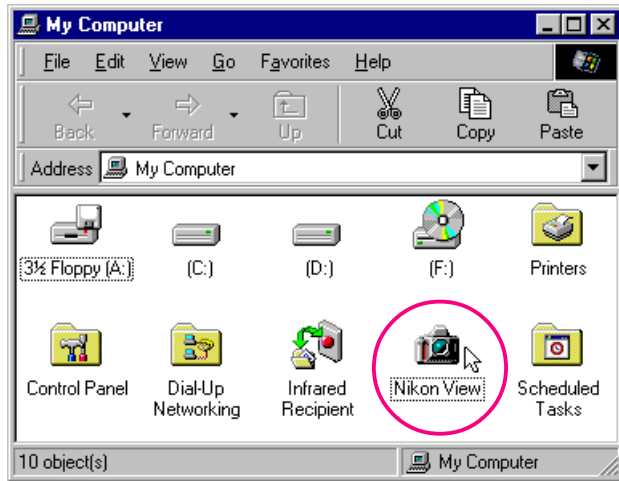 My Computer
File Edit View Go Favorites Help
Back Forward Up Cut Copy Paste
Address My Computer
3½ Floppy (A:) (C:) (D:) (F:) Printers
Control Panel Dial-Up Networking Infrared Recipient Nikon View Scheduled Tasks
10 object(s) My Computer